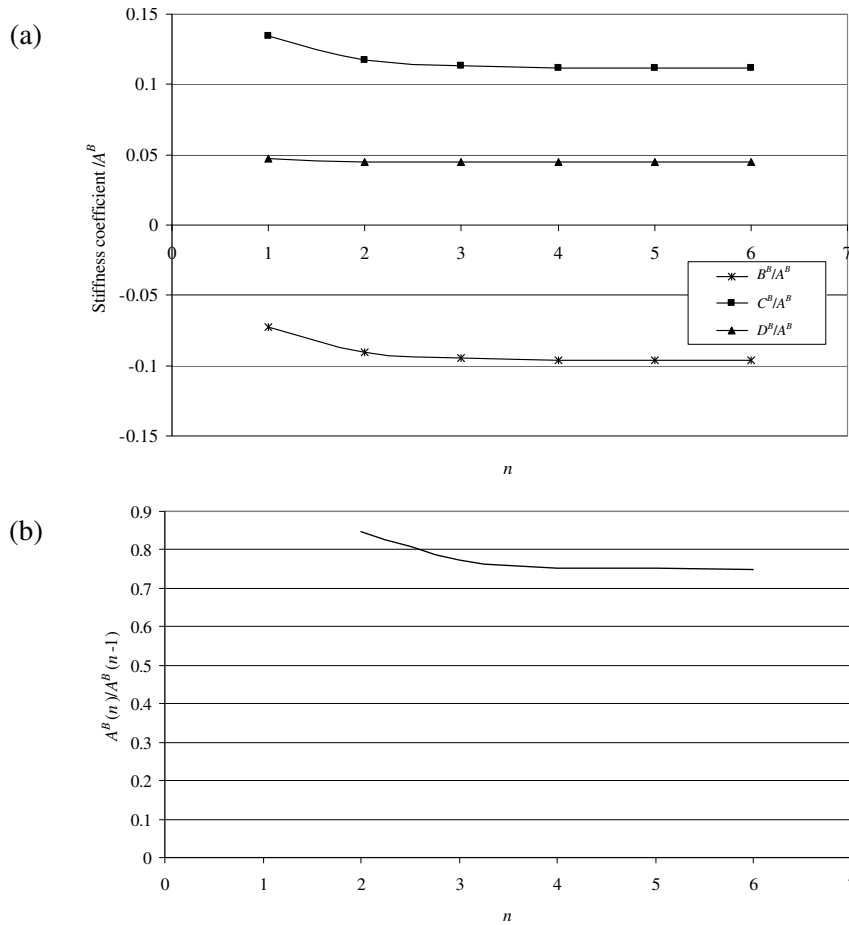 (a)
Stiffness coefficient /A^B
0.15
0.1
0.05
0
-0.05
-0.1
-0.15
0 1 2 3 4 5 6 7
B^B/A^B
C^B/A^B
D^B/A^B
n
(b)
A^B(n)/A^B(n-1)
0.9
0.8
0.7
0.6
0.5
0.4
0.3
0.2
0.1
0
0 1 2 3 4 5 6 7
n